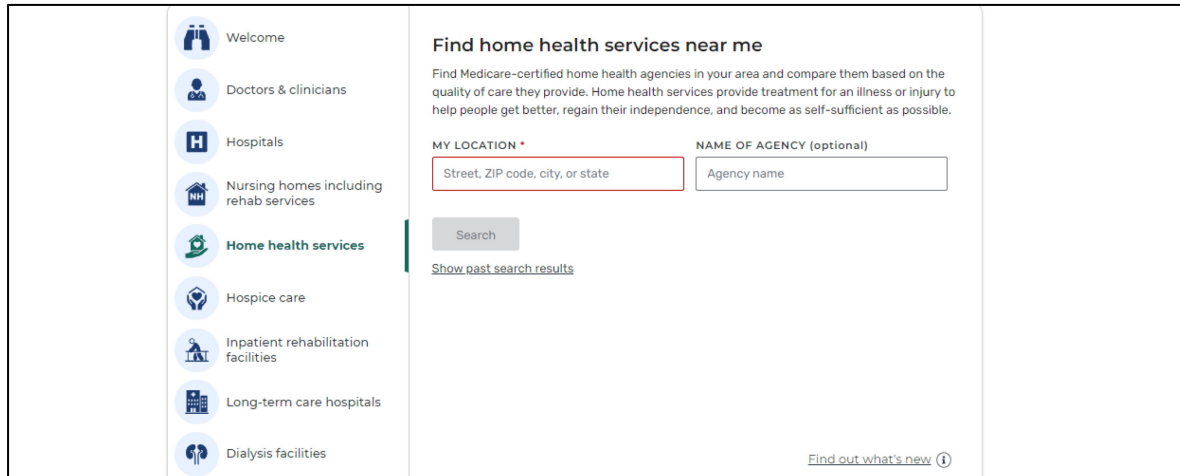 Welcome
Doctors & clinicians
H
Hospitals
NH
Nursing homes including
rehab services
Home health services
Hospice care
Inpatient rehabilitation
facilities
Long-term care hospitals
Dialysis facilities
Find home health services near me
Find Medicare-certified home health agencies in your area and compare them based on the
quality of care they provide. Home health services provide treatment for an illness or injury to
help people get better, regain their independence, and become as self-sufficient as possible.
MY LOCATION *
Street, ZIP code, city, or state
NAME OF AGENCY (optional)
Agency name
Search
Show past search results
Find out what's new i